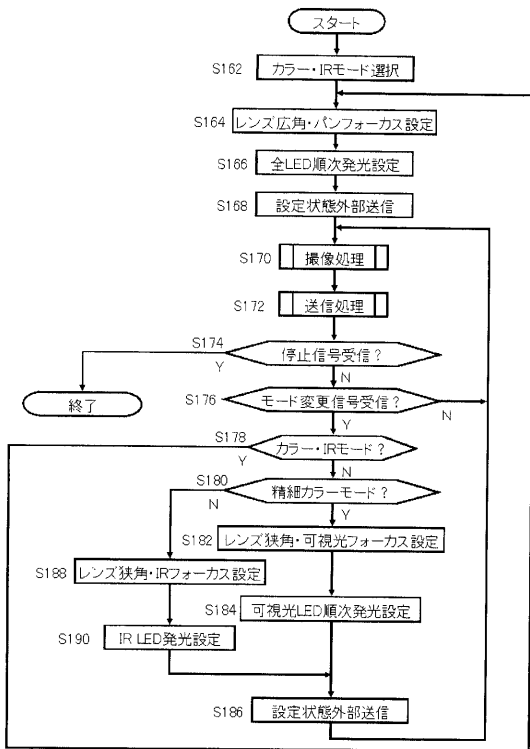 スタート
S162 カラー・IRモード選択
S164 レンズ広角・パンフォーカス設定
S166 全LED順次発光設定
S168 設定状態外部送信
S170 撮像処理
S172 送信処理
S174 停止信号受信?
Y
N
終了
S176 モード変更信号受信?
N
Y
S178 カラー・IRモード?
Y
N
S180 精細カラーモード?
N
Y
S182 レンズ狭角・可視光フォーカス設定
S188 レンズ狭角・IRフォーカス設定
S184 可視光LED順次発光設定
S190 IR LED発光設定
S186 設定状態外部送信